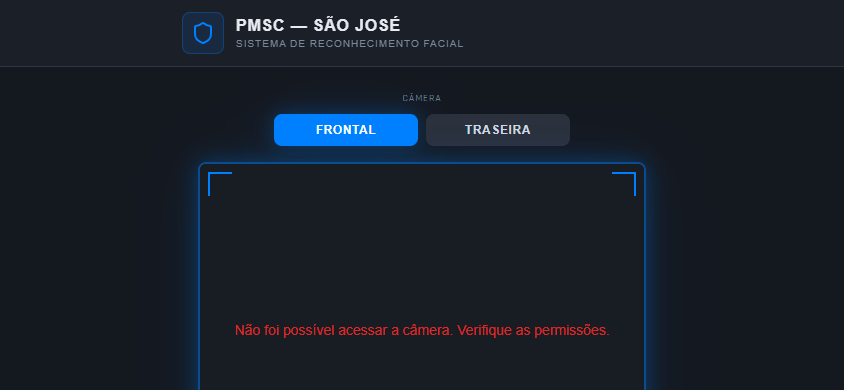 PMSC — SÃO JOSÉ
SISTEMA DE RECONHECIMENTO FACIAL
CÂMERA
FRONTAL
TRASEIRA
Não foi possível acessar a câmera. Verifique as permissões.